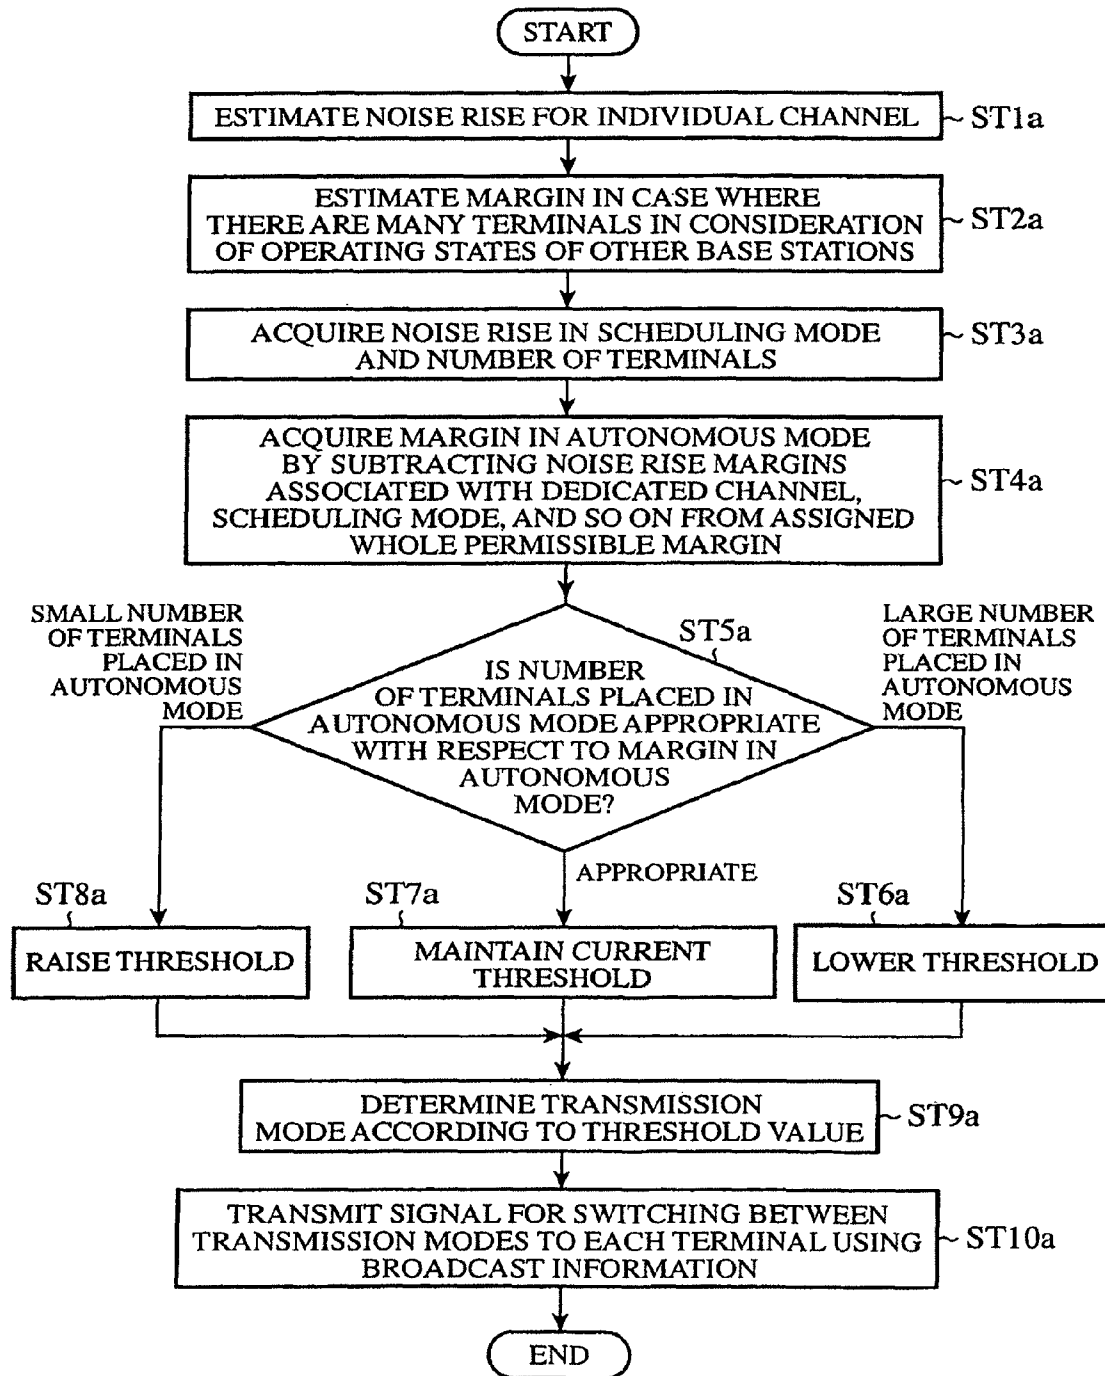 START
ESTIMATE NOISE RISE FOR INDIVIDUAL CHANNEL
ST1a
ESTIMATE MARGIN IN CASE WHERE
THERE ARE MANY TERMINALS IN CONSIDERATION
OF OPERATING STATES OF OTHER BASE STATIONS
ST2a
ACQUIRE NOISE RISE IN SCHEDULING MODE
AND NUMBER OF TERMINALS
ST3a
ACQUIRE MARGIN IN AUTONOMOUS MODE
BY SUBTRACTING NOISE RISE MARGINS
ASSOCIATED WITH DEDICATED CHANNEL,
SCHEDULING MODE, AND SO ON FROM ASSIGNED
WHOLE PERMISSIBLE MARGIN
ST4a
SMALL NUMBER
OF TERMINALS
PLACED IN
AUTONOMOUS
MODE
ST5a
IS NUMBER
OF TERMINALS PLACED IN
AUTONOMOUS MODE APPROPRIATE
WITH RESPECT TO MARGIN IN
AUTONOMOUS
MODE?
LARGE NUMBER
OF TERMINALS
PLACED IN
AUTONOMOUS
MODE
APPROPRIATE
ST8a
RAISE THRESHOLD
ST7a
MAINTAIN CURRENT
THRESHOLD
ST6a
LOWER THRESHOLD
DETERMINE TRANSMISSION
MODE ACCORDING TO THRESHOLD VALUE
ST9a
TRANSMIT SIGNAL FOR SWITCHING BETWEEN
TRANSMISSION MODES TO EACH TERMINAL USING
BROADCAST INFORMATION
ST10a
END